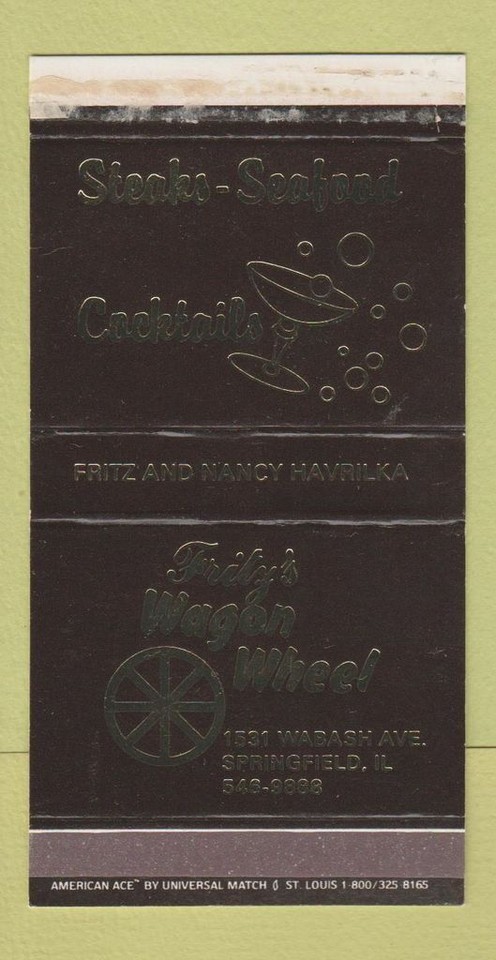 Steaks - Seafood
Cocktails
FRITZ AND NANCY HAVRILKA
Fritz's
Wagon
Wheel
1531 WABASH AVE.
SPRINGFIELD, IL
546-9888
AMERICAN ACE™ BY UNIVERSAL MATCH ST. LOUIS 1-800/325-8165